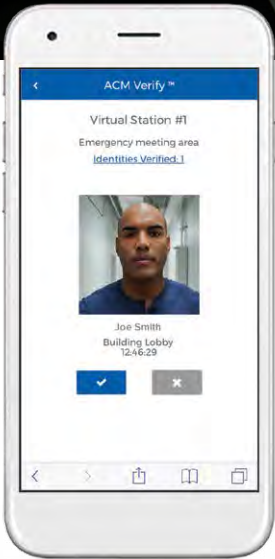 ACM Verify ™
Virtual Station #1
Emergency meeting area
Identities Verified: 1
Joe Smith
Building Lobby
12:46:29